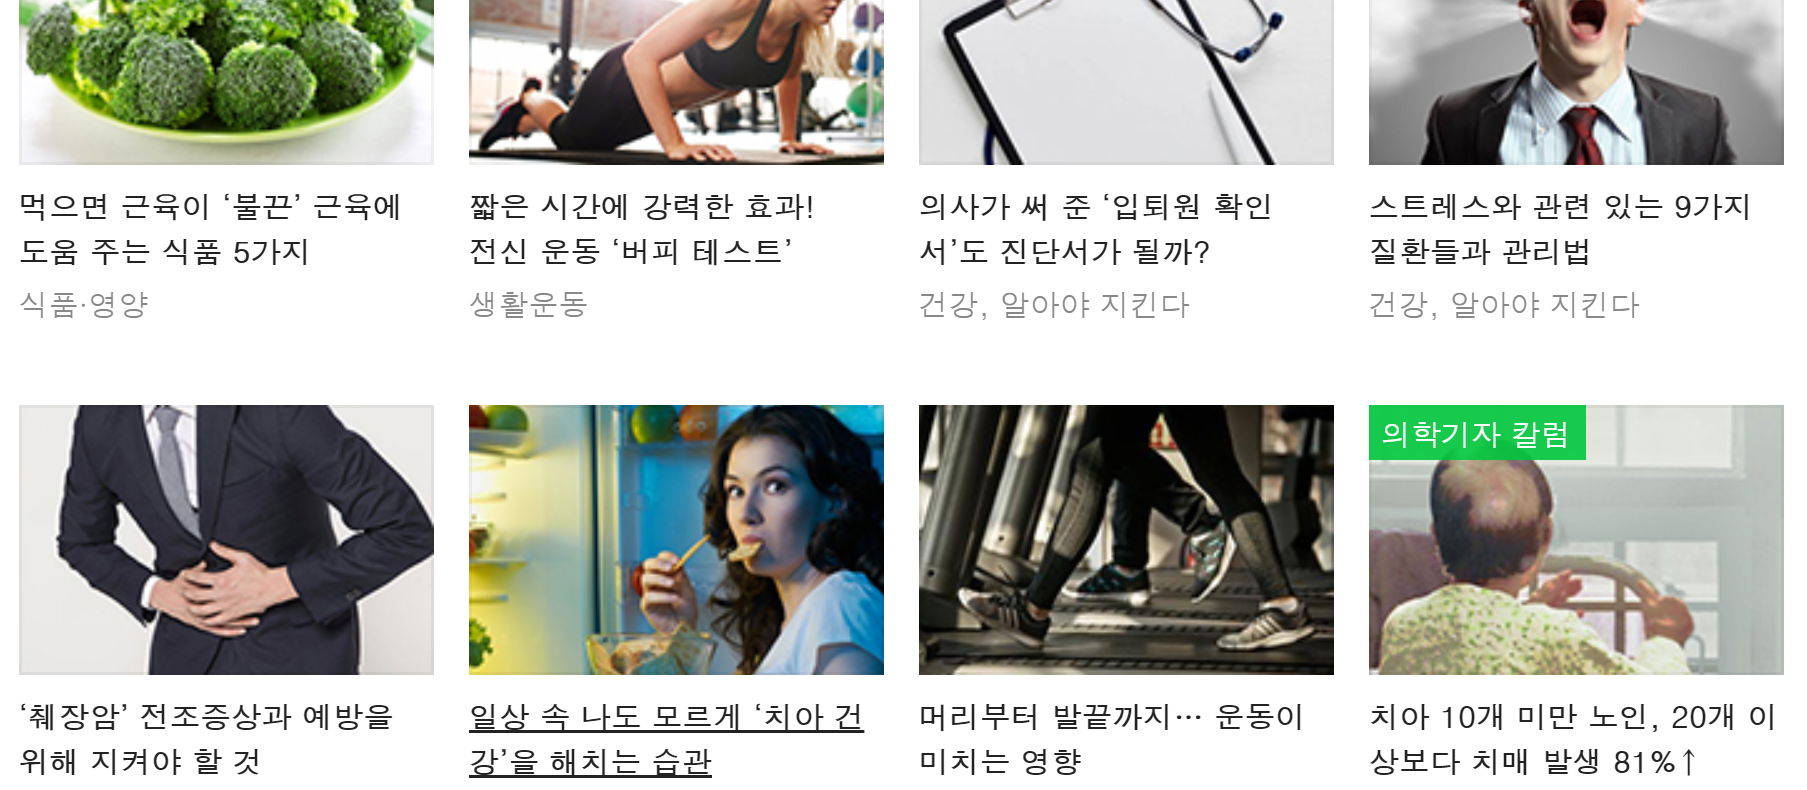 먹으면 근육이 ‘불끈’ 근육에
도움 주는 식품 5가지
식품·영양
짧은 시간에 강력한 효과!
전신 운동 ‘버피 테스트’
생활운동
의사가 써 준 ‘입퇴원 확인
서’도 진단서가 될까?
건강, 알아야 지킨다
스트레스와 관련 있는 9가지
질환들과 관리법
건강, 알아야 지킨다
‘췌장암’ 전조증상과 예방을
위해 지켜야 할 것
일상 속 나도 모르게 ‘치아 건
강’을 해치는 습관
머리부터 발끝까지… 운동이
미치는 영향
의학기자 칼럼
치아 10개 미만 노인, 20개 이
상보다 치매 발생 81%↑